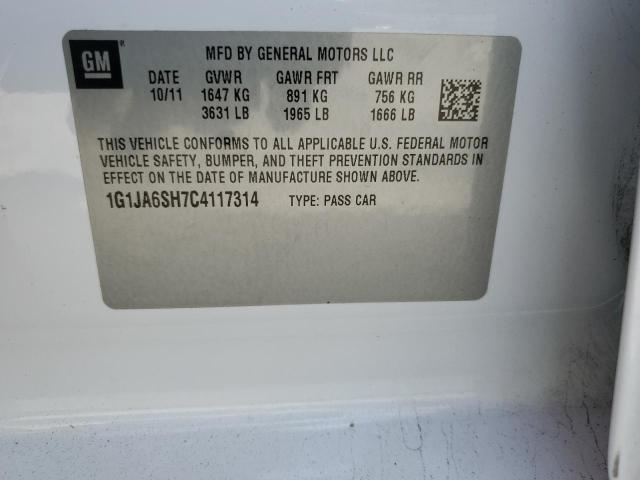 GM
MFD BY GENERAL MOTORS LLC
DATE GVWR GAWR FRT GAWR RR
10/11 1647 KG 891 KG 756 KG
3631 LB 1965 LB 1666 LB
THIS VEHICLE CONFORMS TO ALL APPLICABLE U.S. FEDERAL MOTOR
VEHICLE SAFETY, BUMPER, AND THEFT PREVENTION STANDARDS IN
EFFECT ON THE DATE OF MANUFACTURE SHOWN ABOVE.
1G1JA6SH7C4117314 TYPE: PASS CAR